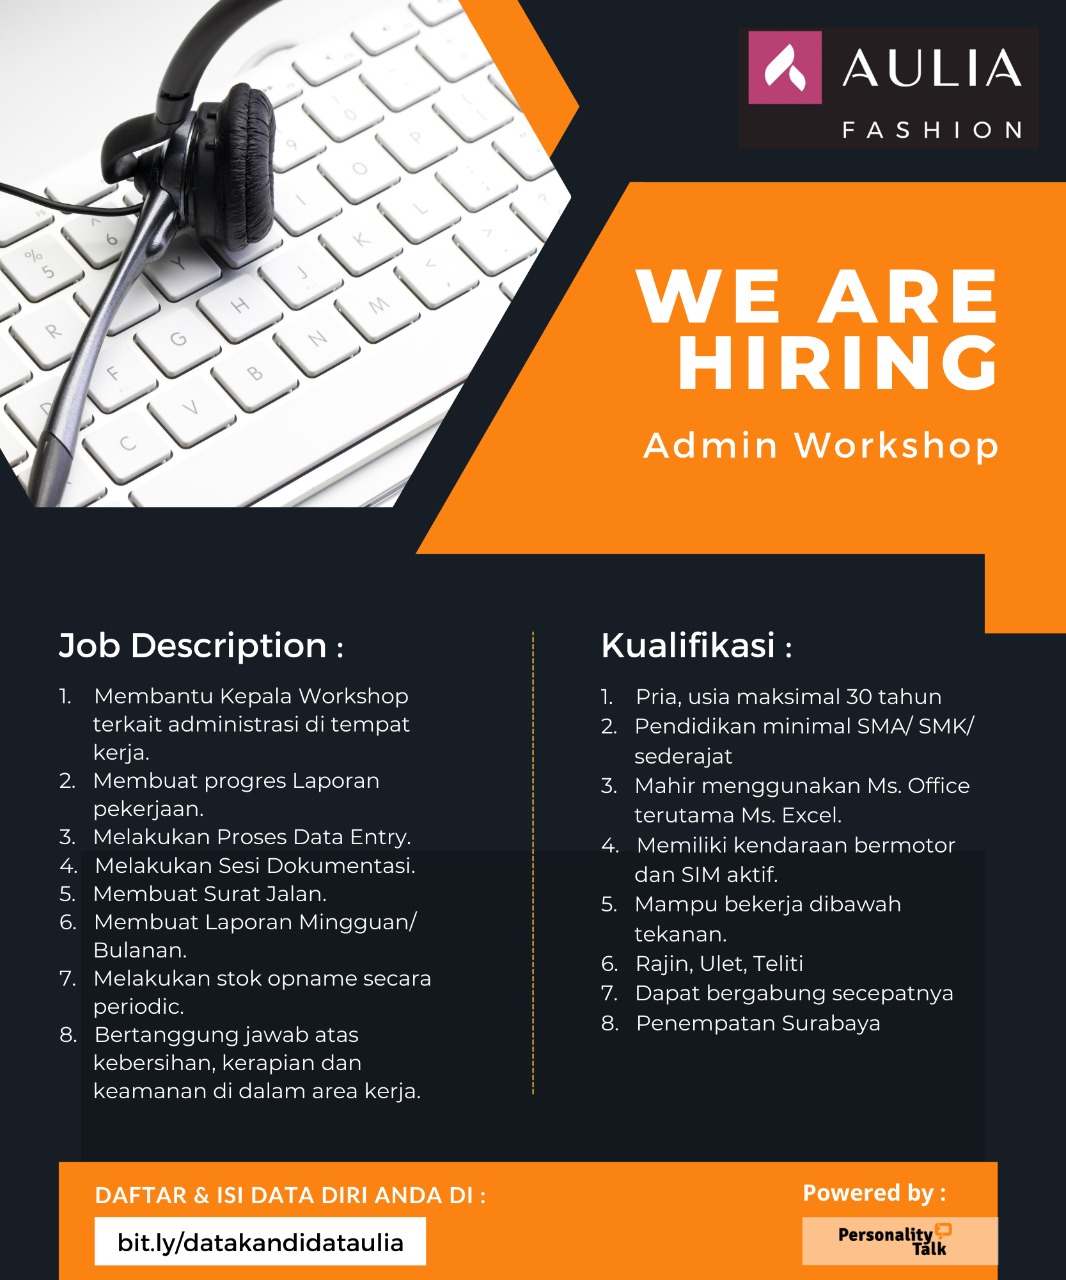 AULIA
FASHION
WE ARE
HIRING
Admin Workshop
Job Description :
1. Membantu Kepala Workshop
terkait administrasi di tempat
kerja.
2. Membuat progres Laporan
pekerjaan.
3. Melakukan Proses Data Entry.
4. Melakukan Sesi Dokumentasi.
5. Membuat Surat Jalan.
6. Membuat Laporan Mingguan/
Bulanan.
7. Melakukan stok opname secara
periodic.
8. Bertanggung jawab atas
kebersihan, kerapian dan
keamanan di dalam area kerja.
Kualifikasi :
1. Pria, usia maksimal 30 tahun
2. Pendidikan minimal SMA/ SMK/
sederajat
3. Mahir menggunakan Ms. Office
terutama Ms. Excel.
4. Memiliki kendaraan bermotor
dan SIM aktif.
5. Mampu bekerja dibawah
tekanan.
6. Rajin, Ulet, Teliti
7. Dapat bergabung secepatnya
8. Penempatan Surabaya
DAFTAR & ISI DATA DIRI ANDA DI :
bit.ly/datakandidataulia
Powered by :
Personality
Talk